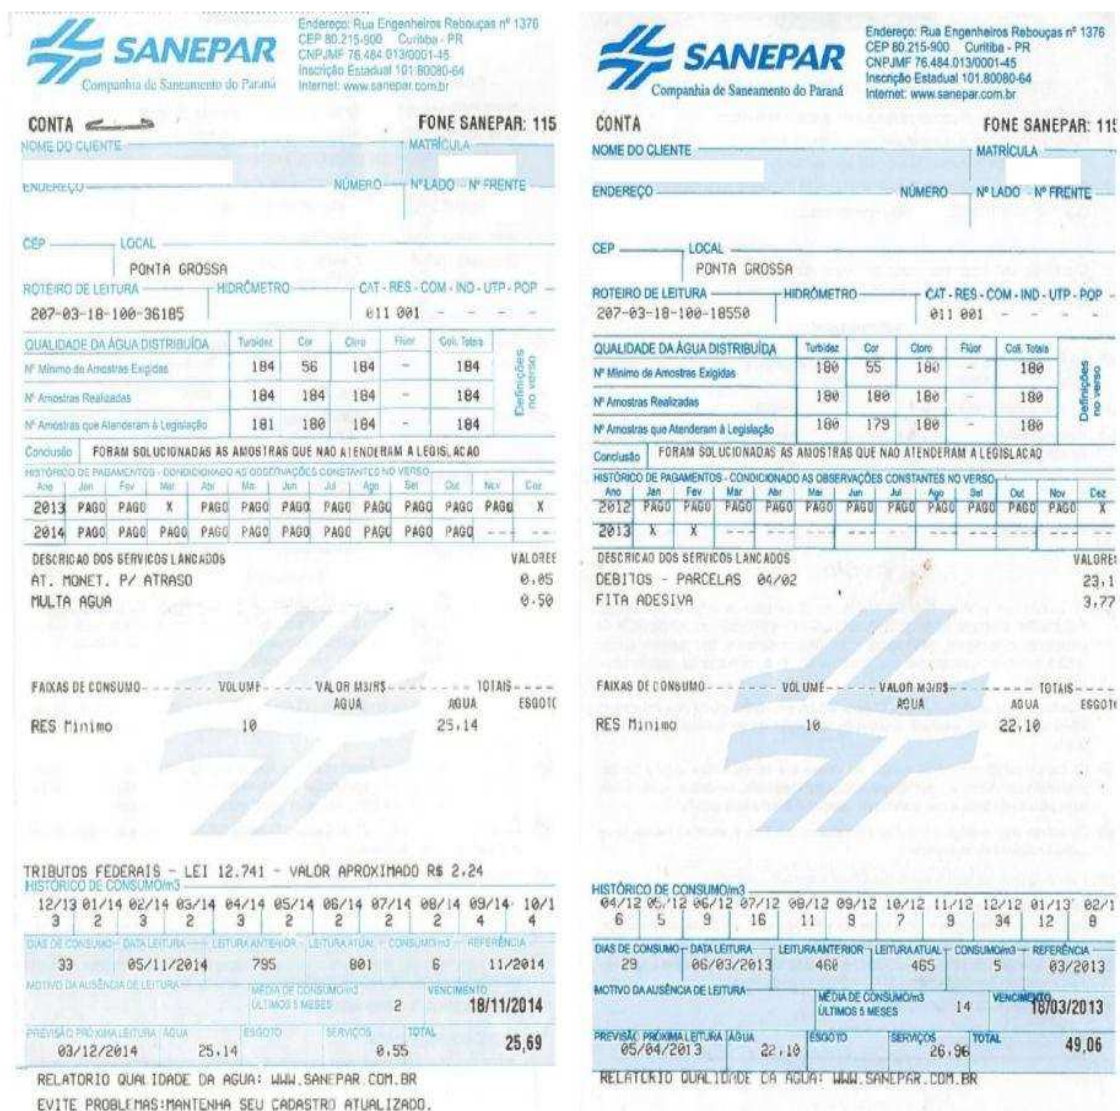 SANEPAR
Companhia de Saneamento do Paraná
Endereço: Rua Engenheiros Rebouças nº 1376
CEP 80.215-900 Curitiba - PR
CNPJMF 76.484.013/0001-45
Inscrição Estadual 101.80080-64
Internet: www.sanepar.com.br
CONTA FONE SANEPAR: 115
NOME DO CLIENTE MATRÍCULA
ENDEREÇO NÚMERO Nº LADO Nº FRENTE
CEP LOCAL
PONTA GROSSA
ROTEIRO DE LEITURA HIDRÔMETRO CAT - RES - COM - IND - UTP - POP
207-03-18-100-36185 011 001 - - - -
QUALIDADE DA ÁGUA DISTRIBUÍDA Turbidez Cor Cloro Flúor Coli. Totais
Definições no verso
Nº Mínimo de Amostras Exigidas 184 56 184 - 184
Nº Amostras Realizadas 184 184 184 - 184
Nº Amostras que Atenderam à Legislação 181 180 184 - 184
Conclusão FORAM SOLUCIONADAS AS AMOSTRAS QUE NAO ATENDERAM A LEGISLACAO
HISTÓRICO DE PAGAMENTOS - CONDICIONADO AS OBSERVAÇÕES CONSTANTES NO VERSO
Ano Jan Fev Mar Abr Mai Jun Jul Ago Set Out Nov Dez
2013 PAGO PAGO X PAGO PAGO PAGO PAGO PAGO PAGO PAGO PAGO X
2014 PAGO PAGO PAGO PAGO PAGO PAGO PAGO PAGO PAGO PAGO --- ---
DESCRICAO DOS SERVICOS LANCADOS VALORES
AT. MONET. P/ ATRASO 0.05
MULTA AGUA 0.50
FAIXAS DE CONSUMO VOLUME VALOR M3/R$ TOTAIS
AGUA AGUA ESGOTO
RES Minimo 10 25,14
TRIBUTOS FEDERAIS - LEI 12.741 - VALOR APROXIMADO R$ 2,24
HISTÓRICO DE CONSUMO/m3
12/13 01/14 02/14 03/14 04/14 05/14 06/14 07/14 08/14 09/14 10/1
3 2 3 2 3 2 2 2 2 4 4
DIAS DE CONSUMO DATA LEITURA LEITURA ANTERIOR LEITURA ATUAL CONSUMO/m3 REFERÊNCIA
33 05/11/2014 795 801 6 11/2014
MOTIVO DA AUSÊNCIA DE LEITURA MÉDIA DE CONSUMO/m3 ÚLTIMOS 5 MESES 2 VENCIMENTO 18/11/2014
PREVISÃO PRÓXIMA LEITURA ÁGUA ESGOTO SERVIÇOS TOTAL
03/12/2014 25.14 0.55 25,69
RELATORIO QUALIDADE DA AGUA: WWW.SANEPAR.COM.BR
EVITE PROBLEMAS:MANTENHA SEU CADASTRO ATUALIZADO.
SANEPAR
Companhia de Saneamento do Paraná
Endereço: Rua Engenheiros Rebouças nº 1376
CEP 80.215-900 Curitiba - PR
CNPJMF 76.484.013/0001-45
Inscrição Estadual 101.80080-64
Internet: www.sanepar.com.br
CONTA FONE SANEPAR: 115
NOME DO CLIENTE MATRÍCULA
ENDEREÇO NÚMERO Nº LADO Nº FRENTE
CEP LOCAL
PONTA GROSSA
ROTEIRO DE LEITURA HIDRÔMETRO CAT - RES - COM - IND - UTP - POP
207-03-18-100-18550 011 001 - - - -
QUALIDADE DA ÁGUA DISTRIBUÍDA Turbidez Cor Cloro Flúor Coli. Totais
Definições no verso
Nº Mínimo de Amostras Exigidas 180 55 180 - 180
Nº Amostras Realizadas 180 180 180 - 180
Nº Amostras que Atenderam à Legislação 180 179 180 - 180
Conclusão FORAM SOLUCIONADAS AS AMOSTRAS QUE NAO ATENDERAM A LEGISLACAO
HISTÓRICO DE PAGAMENTOS - CONDICIONADO AS OBSERVAÇÕES CONSTANTES NO VERSO
Ano Jan Fev Mar Abr Mai Jun Jul Ago Set Out Nov Dez
2012 PAGO PAGO PAGO PAGO PAGO PAGO PAGO PAGO PAGO PAGO PAGO X
2013 X X --- --- --- --- --- --- --- --- --- ---
DESCRICAO DOS SERVICOS LANCADOS VALORES
DEBITOS - PARCELAS 04/02 23,1
FITA ADESIVA 3,77
FAIXAS DE CONSUMO VOLUME VALOR M3/R$ TOTAIS
AGUA AGUA ESGOTO
RES Minimo 10 22,10
HISTÓRICO DE CONSUMO/m3
04/12 05/12 06/12 07/12 08/12 09/12 10/12 11/12 12/12 01/13 02/1
6 5 9 16 11 8 7 9 34 12 8
DIAS DE CONSUMO DATA LEITURA LEITURA ANTERIOR LEITURA ATUAL CONSUMO/m3 REFERÊNCIA
29 06/03/2013 460 465 5 03/2013
MOTIVO DA AUSÊNCIA DE LEITURA MÉDIA DE CONSUMO/m3 ÚLTIMOS 5 MESES 14 VENCIMENTO 18/03/2013
PREVISÃO PRÓXIMA LEITURA ÁGUA ESGOTO SERVIÇOS TOTAL
05/04/2013 22,10 26,96 49,06
RELATORIO QUALIDADE DA AGUA: WWW.SANEPAR.COM.BR